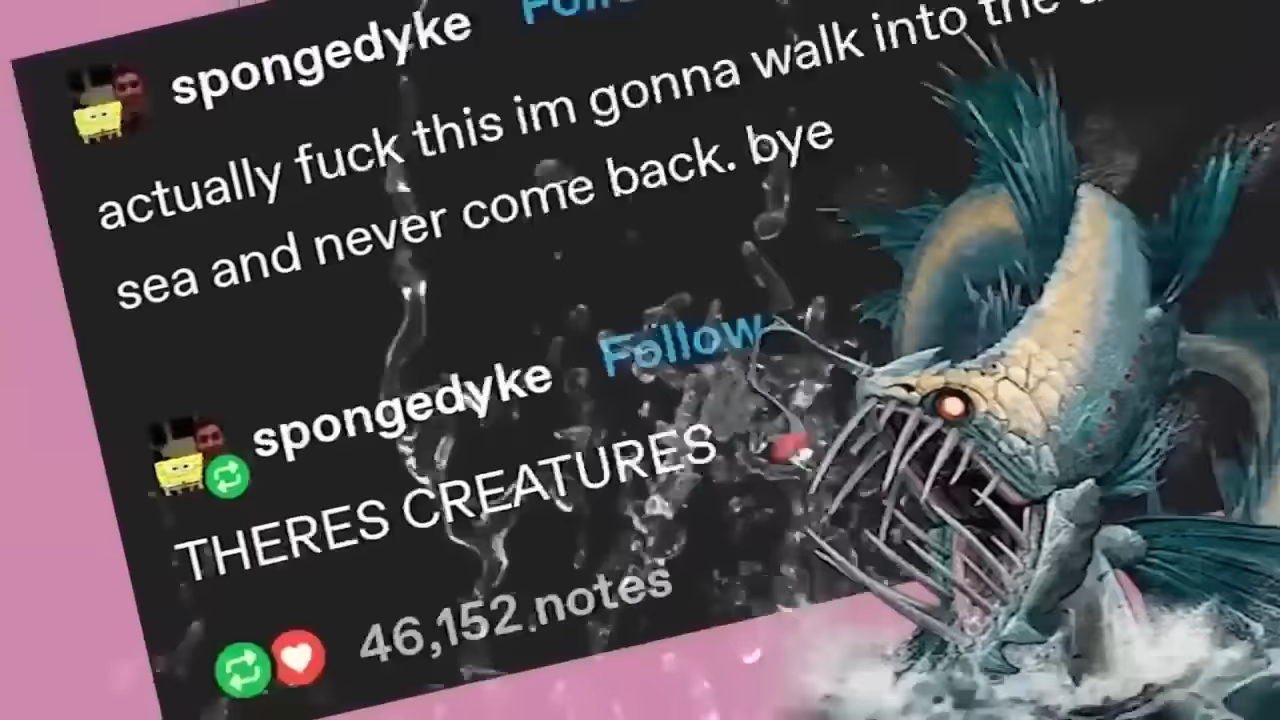 spongedyke
actually fuck this im gonna walk into the
sea and never come back. bye
spongedyke Follow
THERES CREATURES
46,152 notes